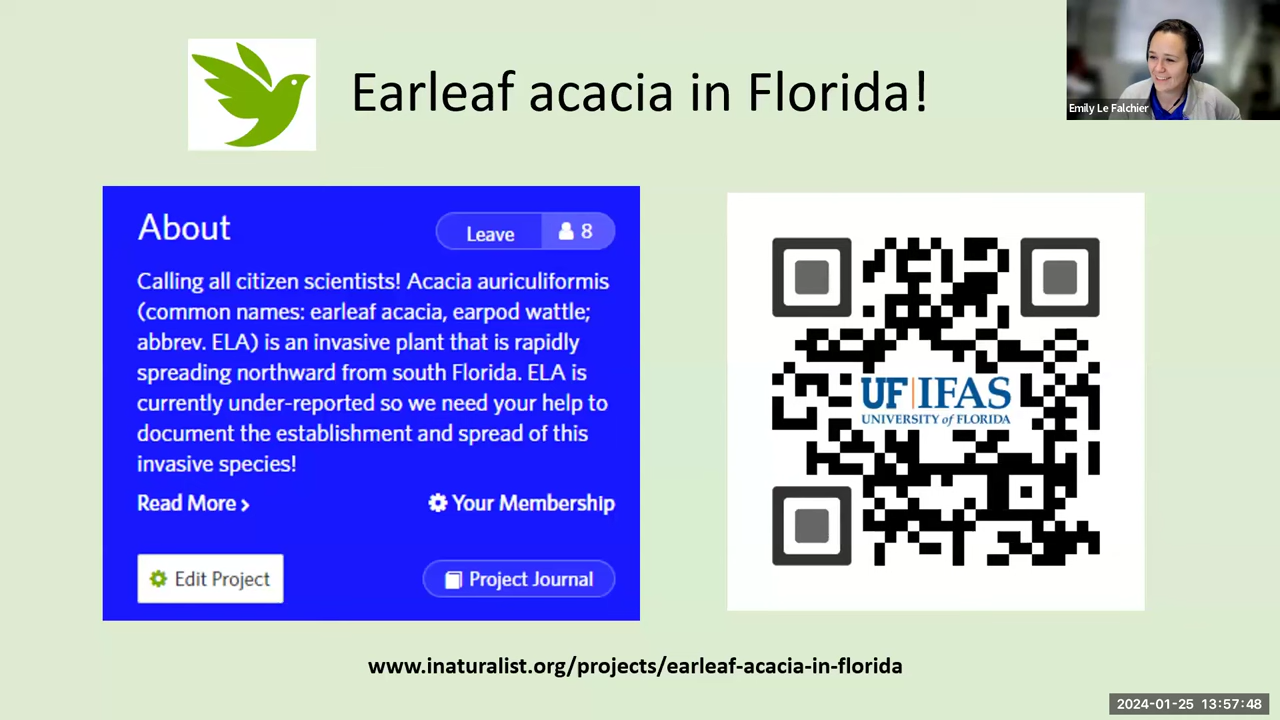 Earleaf acacia in Florida!
Emily Le Falchier
About
Leave 8
Calling all citizen scientists! Acacia auriculiformis
(common names: earleaf acacia, earpod wattle;
abbrev. ELA) is an invasive plant that is rapidly
spreading northward from south Florida. ELA is
currently under-reported so we need your help to
document the establishment and spread of this
invasive species!
Read More
Your Membership
Edit Project
Project Journal
UF|IFAS
UNIVERSITY of FLORIDA
www.inaturalist.org/projects/earleaf-acacia-in-florida
2024-01-25 13:57:48